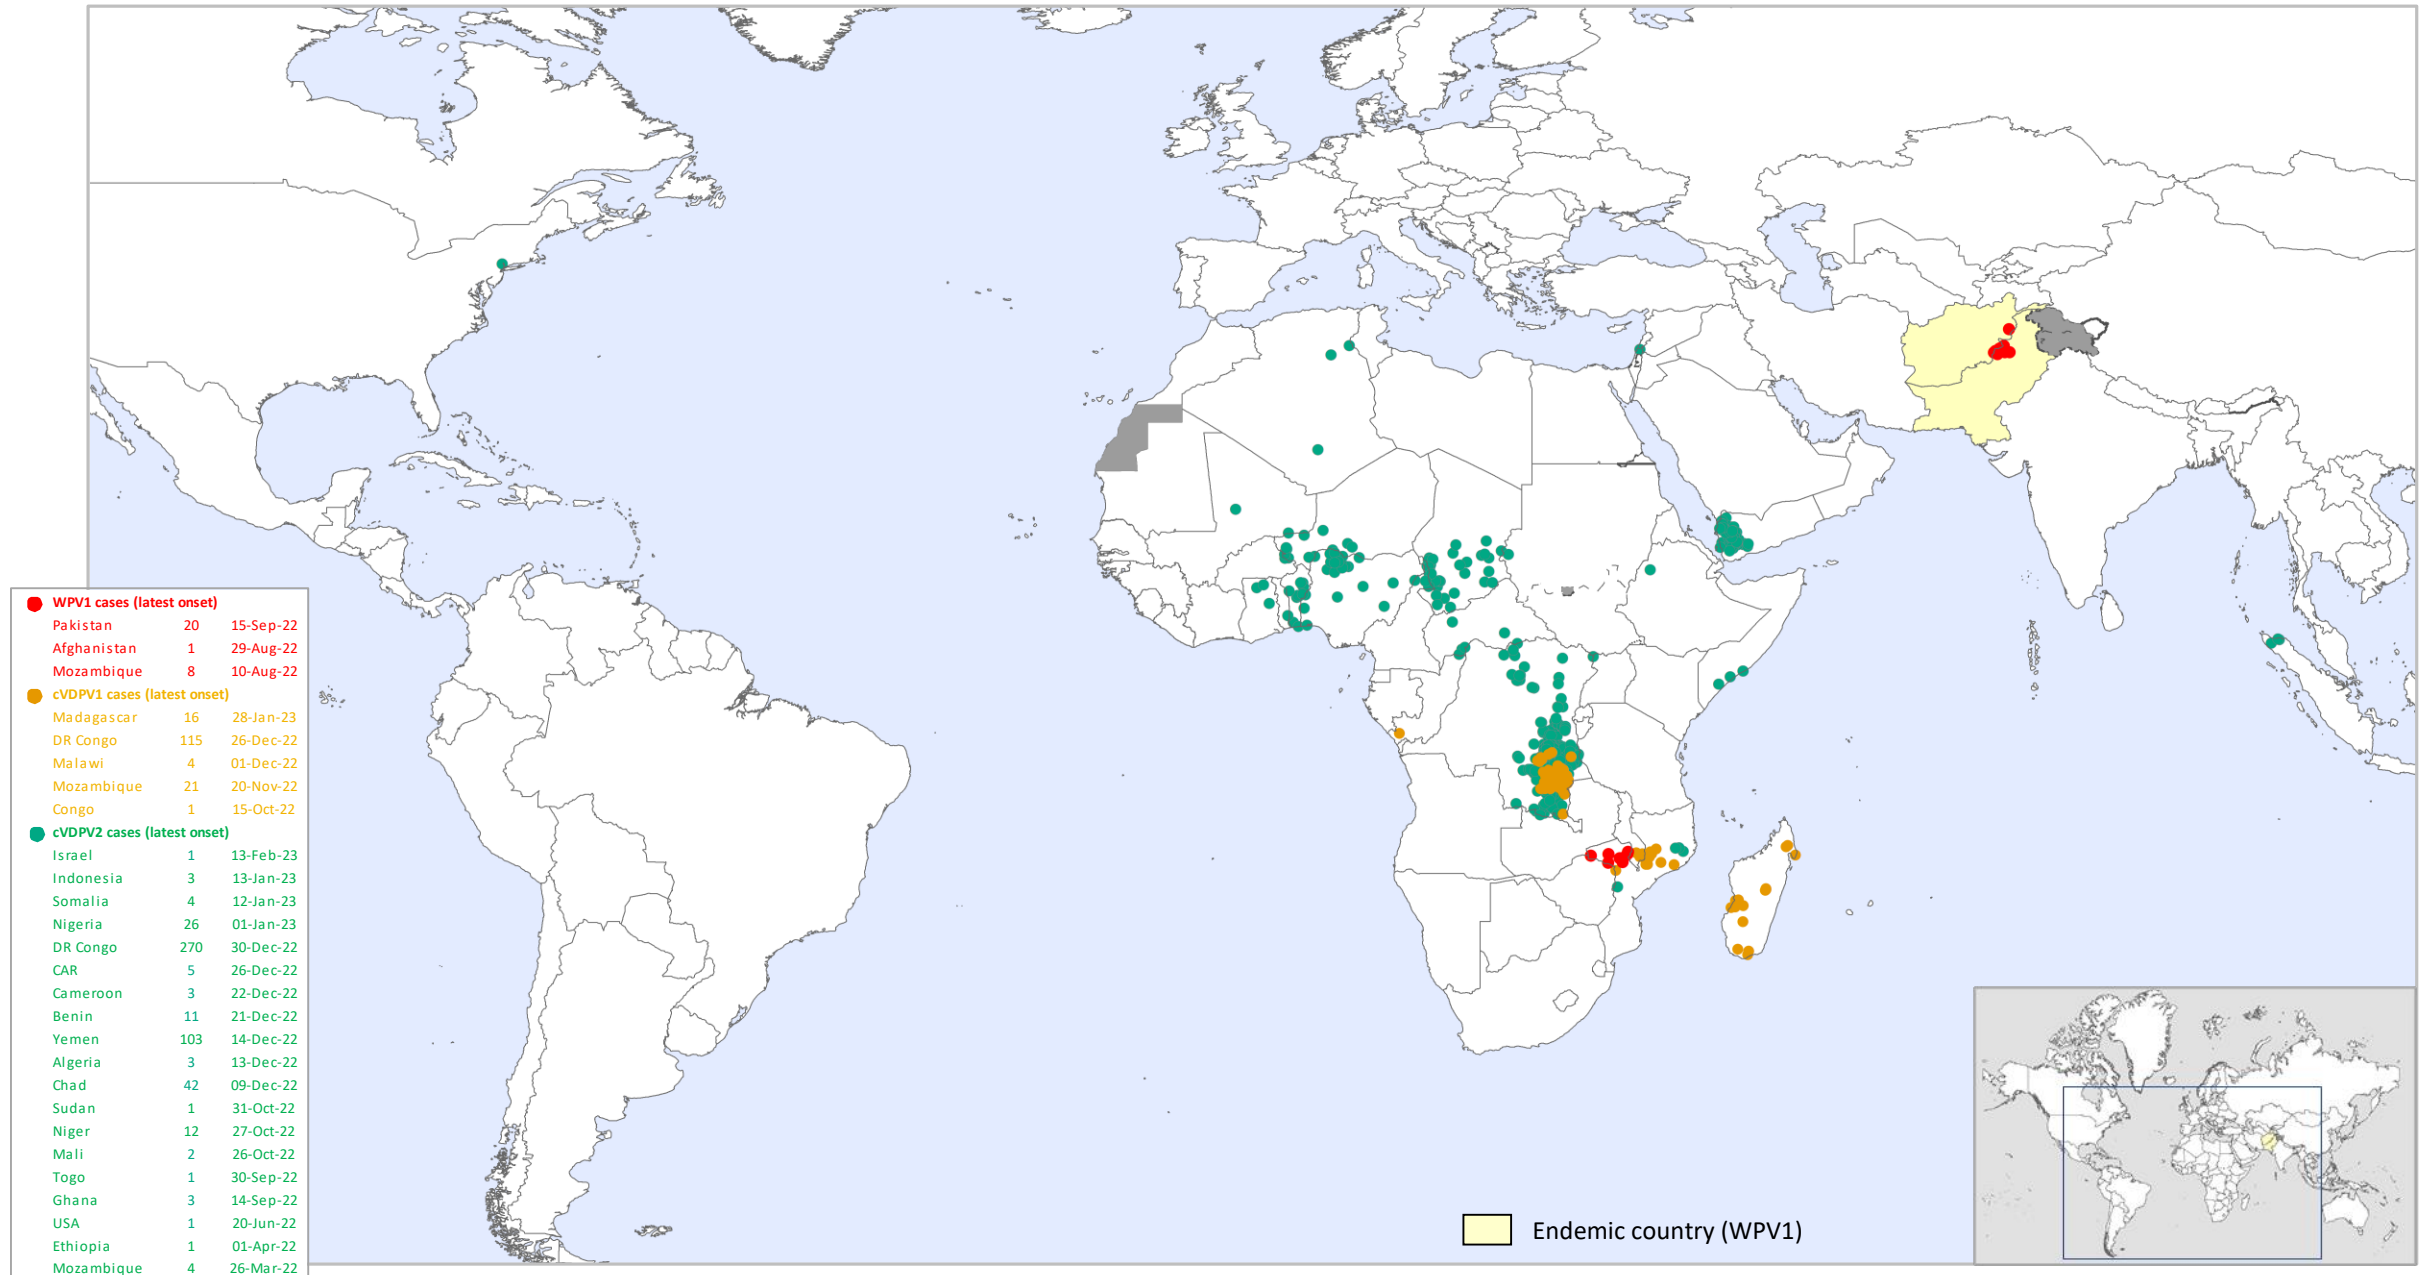 WPV1 cases (latest onset)
Pakistan 20 15-Sep-22
Afghanistan 1 29-Aug-22
Mozambique 8 10-Aug-22
cVDPV1 cases (latest onset)
Madagascar 16 28-Jan-23
DR Congo 115 26-Dec-22
Malawi 4 01-Dec-22
Mozambique 21 20-Nov-22
Congo 1 15-Oct-22
cVDPV2 cases (latest onset)
Israel 1 13-Feb-23
Indonesia 3 13-Jan-23
Somalia 4 12-Jan-23
Nigeria 26 01-Jan-23
DR Congo 270 30-Dec-22
CAR 5 26-Dec-22
Cameroon 3 22-Dec-22
Benin 11 21-Dec-22
Yemen 103 14-Dec-22
Algeria 3 13-Dec-22
Chad 42 09-Dec-22
Sudan 1 31-Oct-22
Niger 12 27-Oct-22
Mali 2 26-Oct-22
Togo 1 30-Sep-22
Ghana 3 14-Sep-22
USA 1 20-Jun-22
Ethiopia 1 01-Apr-22
Mozambique 4 26-Mar-22
Endemic country (WPV1)